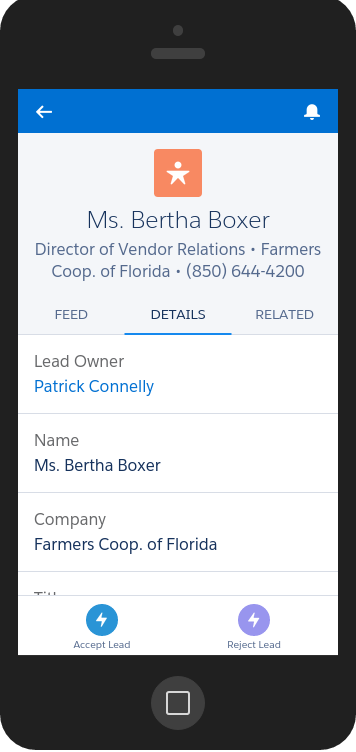 Ms. Bertha Boxer
Director of Vendor Relations • Farmers
Coop. of Florida • (850) 644-4200
FEED DETAILS RELATED
Lead Owner
Patrick Connelly
Name
Ms. Bertha Boxer
Company
Farmers Coop. of Florida
Accept Lead Reject Lead